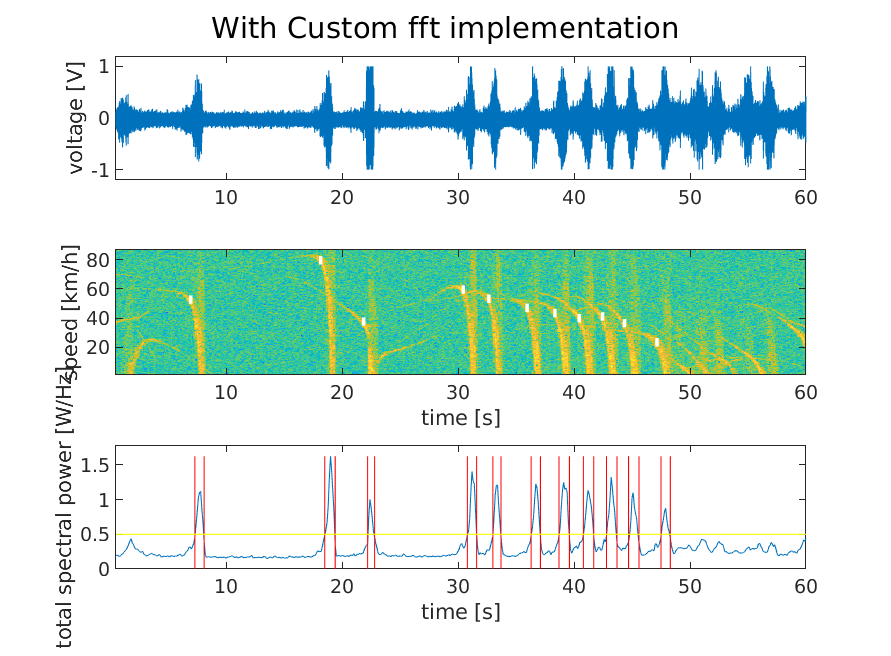 With Custom fft implementation
voltage [V]
1
0
-1
10 20 30 40 50 60
speed [km/h]
80
60
40
20
10 20 30 40 50 60
time [s]
total spectral power [W/Hz]
1.5
1
0.5
0
10 20 30 40 50 60
time [s]